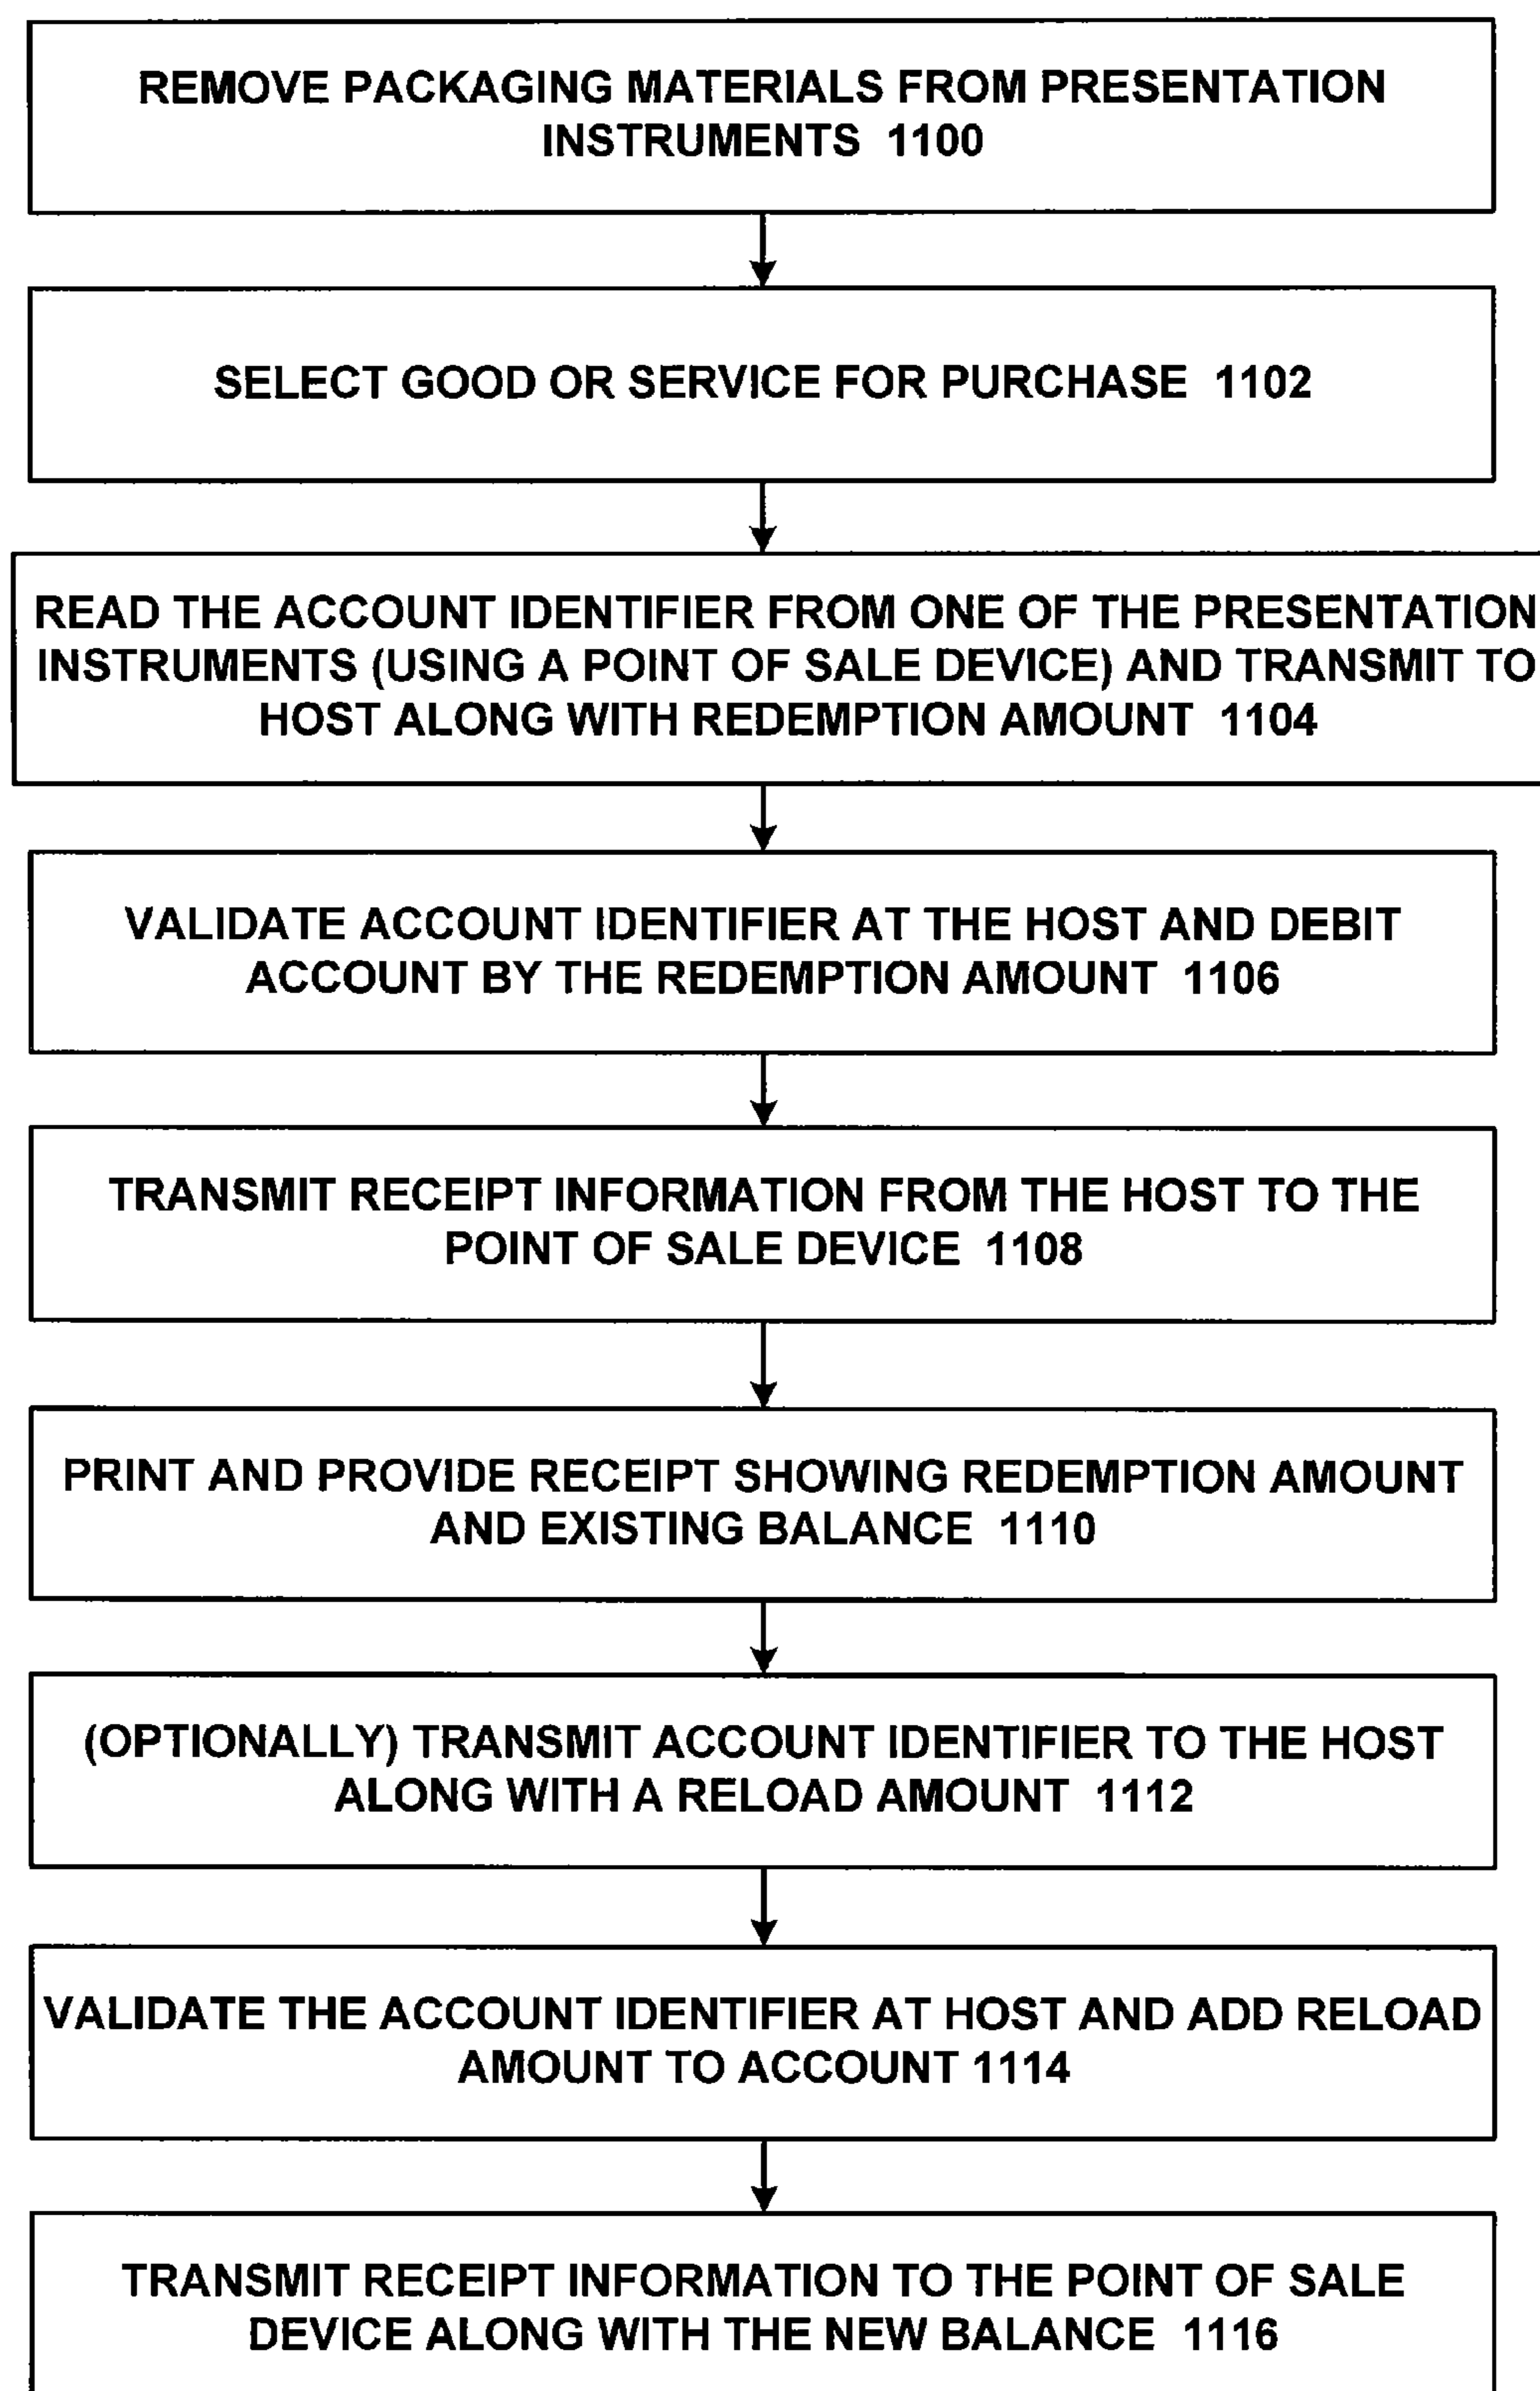 REMOVE PACKAGING MATERIALS FROM PRESENTATION
INSTRUMENTS 1100
SELECT GOOD OR SERVICE FOR PURCHASE 1102
READ THE ACCOUNT IDENTIFIER FROM ONE OF THE PRESENTATION
INSTRUMENTS (USING A POINT OF SALE DEVICE) AND TRANSMIT TO
HOST ALONG WITH REDEMPTION AMOUNT 1104
VALIDATE ACCOUNT IDENTIFIER AT THE HOST AND DEBIT
ACCOUNT BY THE REDEMPTION AMOUNT 1106
TRANSMIT RECEIPT INFORMATION FROM THE HOST TO THE
POINT OF SALE DEVICE 1108
PRINT AND PROVIDE RECEIPT SHOWING REDEMPTION AMOUNT
AND EXISTING BALANCE 1110
(OPTIONALLY) TRANSMIT ACCOUNT IDENTIFIER TO THE HOST
ALONG WITH A RELOAD AMOUNT 1112
VALIDATE THE ACCOUNT IDENTIFIER AT HOST AND ADD RELOAD
AMOUNT TO ACCOUNT 1114
TRANSMIT RECEIPT INFORMATION TO THE POINT OF SALE
DEVICE ALONG WITH THE NEW BALANCE 1116